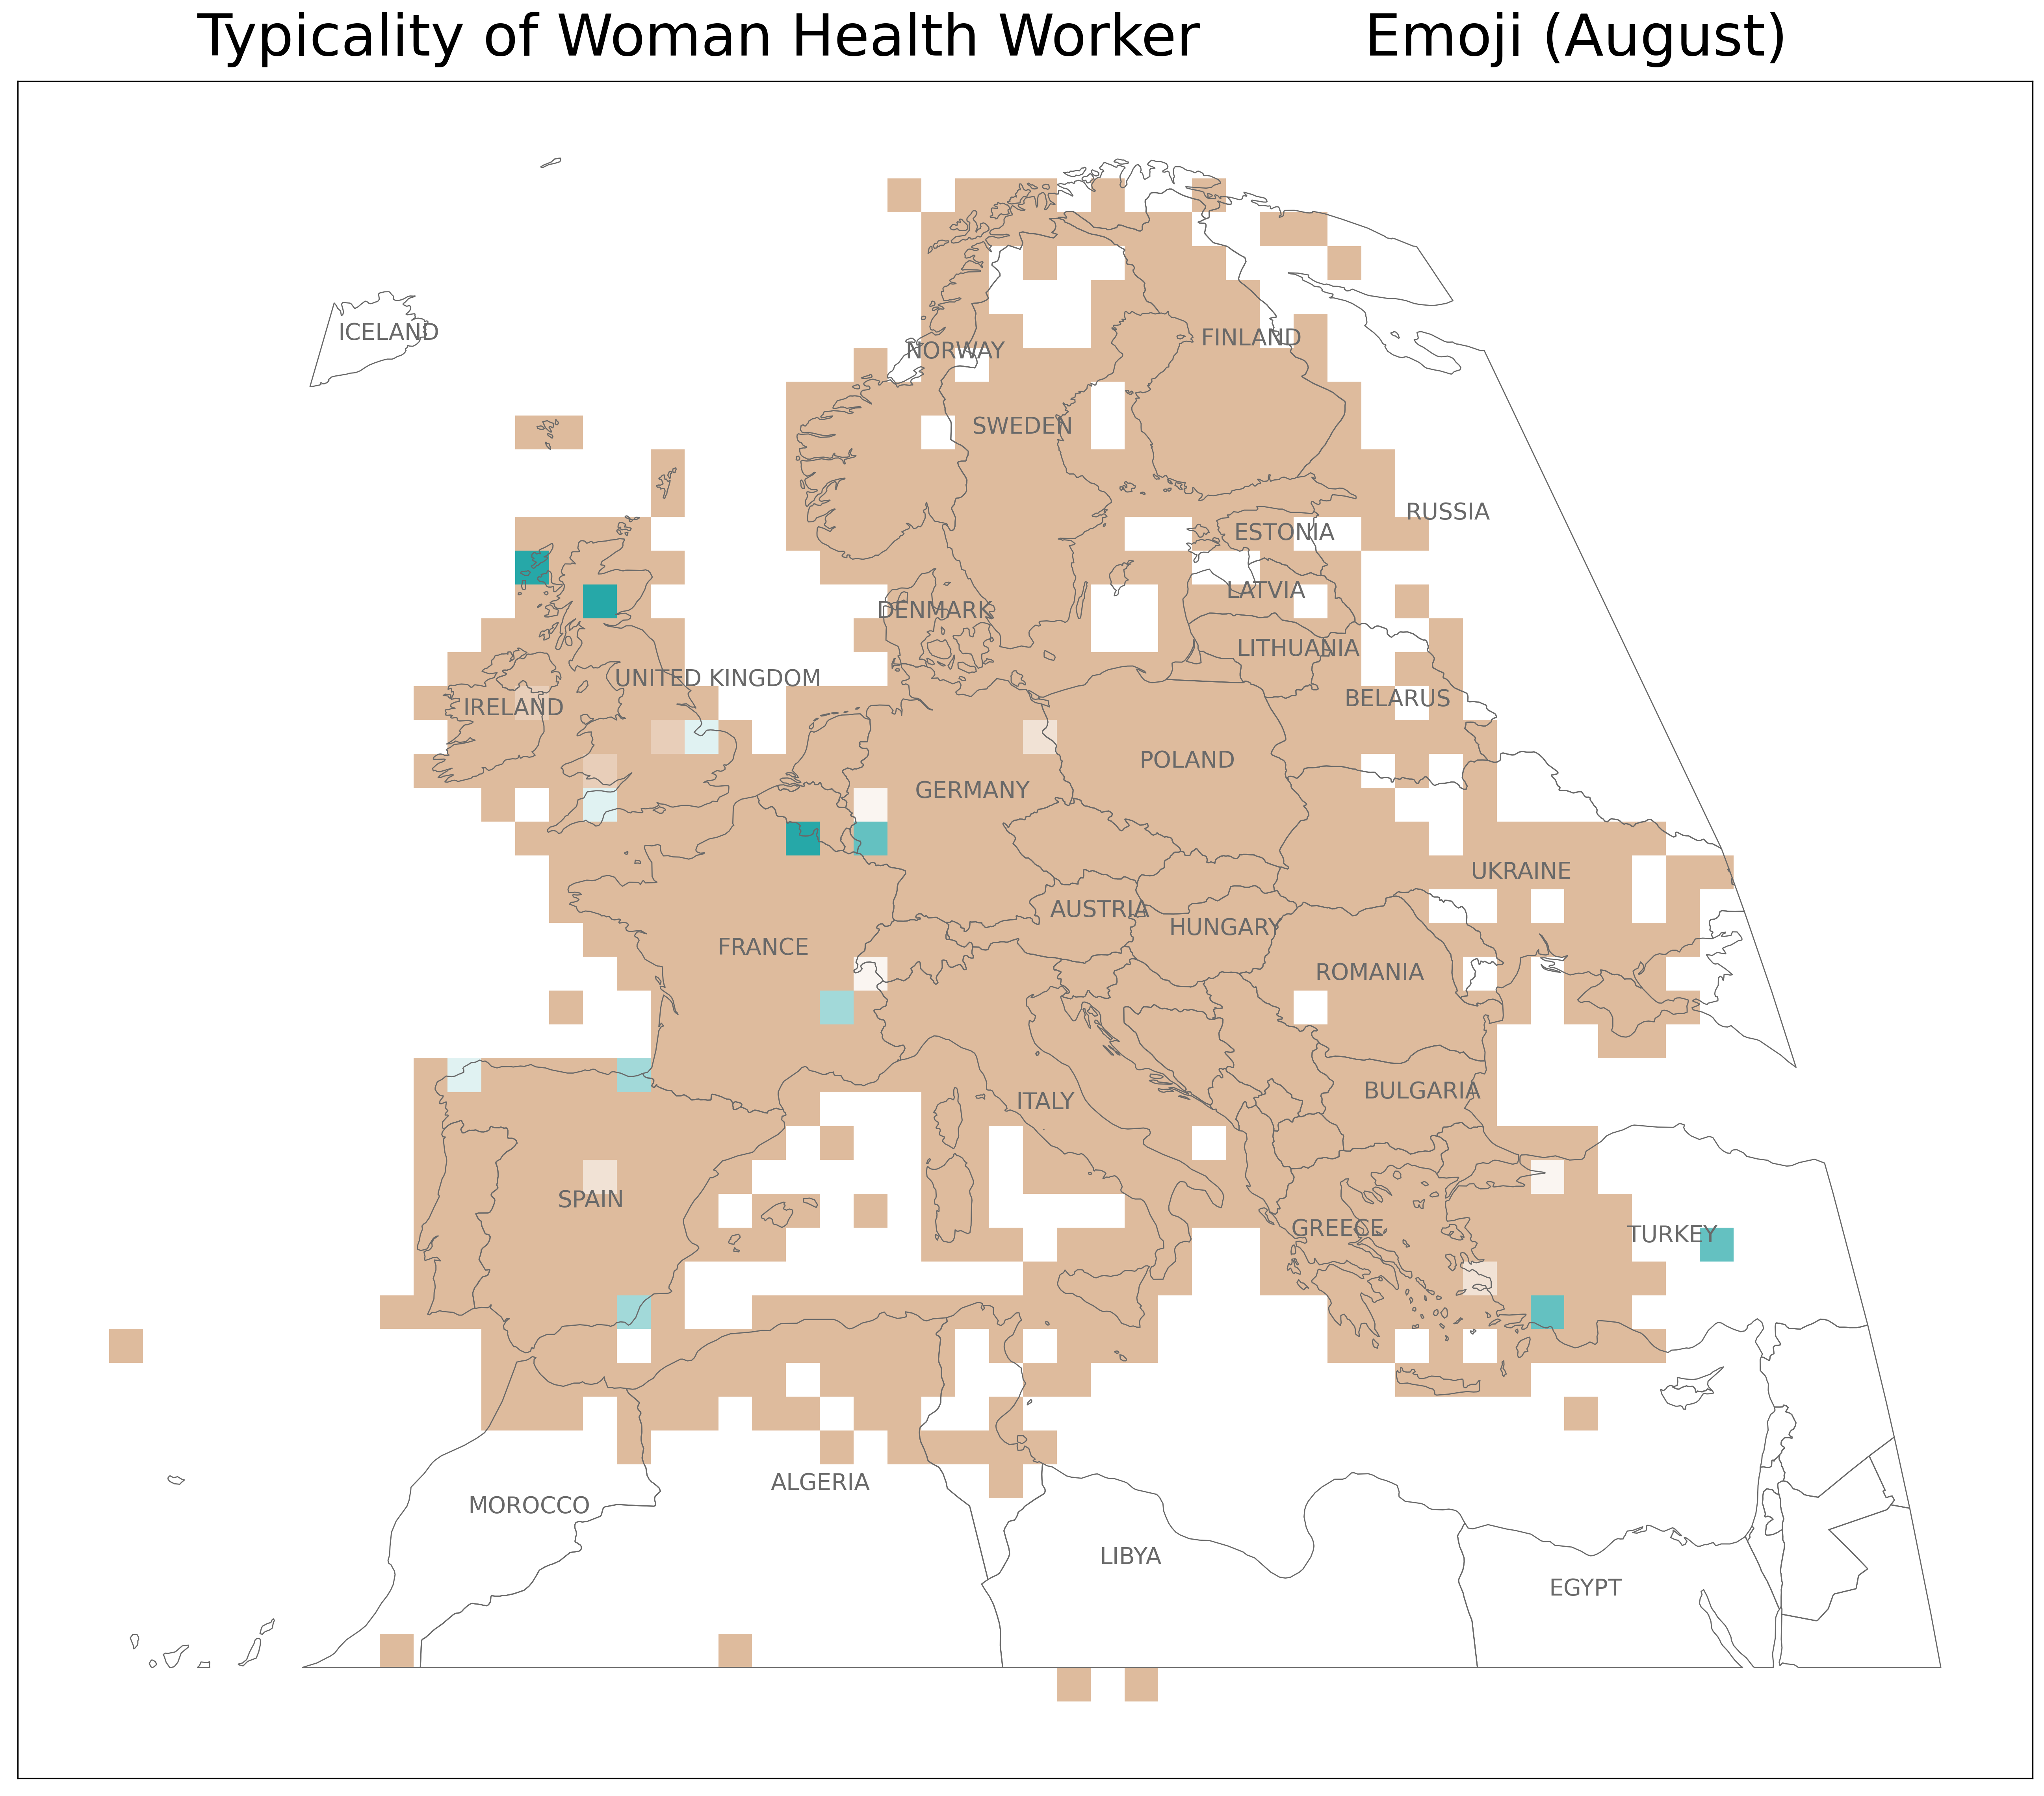 Typicality of Woman Health Worker Emoji (August)
ICELAND
NORWAY
FINLAND
SWEDEN
RUSSIA
ESTONIA
LATVIA
DENMARK
LITHUANIA
UNITED KINGDOM
IRELAND
BELARUS
POLAND
GERMANY
UKRAINE
AUSTRIA
HUNGARY
FRANCE
ROMANIA
BULGARIA
ITALY
SPAIN
GREECE
TURKEY
ALGERIA
MOROCCO
LIBYA
EGYPT